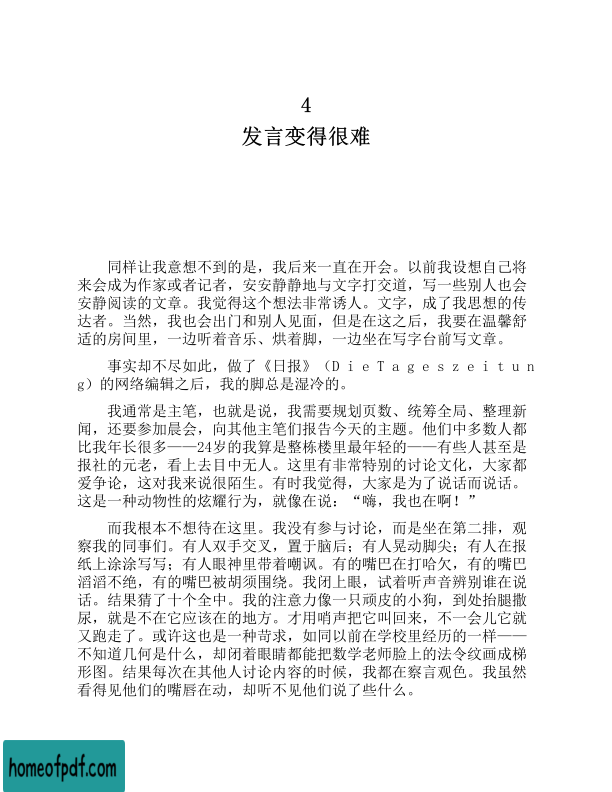 4
发言变得很难
同样让我意想不到的是，我后来一直在开会。以前我设想自己将
来会成为作家或者记者，安安静静地与文字打交道，写一些别人也会
安静阅读的文章。我觉得这个想法非常诱人。文字，成了我思想的传
达者。当然，我也会出门和别人见面，但是在这之后，我要在温馨舒
适的房间里，一边听着音乐、烘着脚，一边坐在写字台前写文章。
事实却不尽如此，做了《日报》（D i e T a g e s z e i t u n
g）的网络编辑之后，我的脚总是湿冷的。
我通常是主笔，也就是说，我需要规划页数、统筹全局、整理新
闻，还要参加晨会，向其他主笔们报告今天的主题。他们中多数人都
比我年长很多——24岁的我算是整栋楼里最年轻的——有些人甚至是
报社的元老，看上去目中无人。这里有非常特别的讨论文化，大家都
爱争论，这对我来说很陌生。有时我觉得，大家是为了说话而说话。
这是一种动物性的炫耀行为，就像在说：“嗨，我也在啊！”
而我根本不想待在这里。我没有参与讨论，而是坐在第二排，观
察我的同事们。有人双手交叉，置于脑后；有人晃动脚尖；有人在报
纸上涂涂写写；有人眼神里带着嘲讽。有的嘴巴在打哈欠，有的嘴巴
滔滔不绝，有的嘴巴被胡须围绕。我闭上眼，试着听声音辨别谁在说
话。结果猜了十个全中。我的注意力像一只顽皮的小狗，到处抬腿撒
尿，就是不在它应该在的地方。才用哨声把它叫回来，不一会儿它就
又跑走了。或许这也是一种苛求，如同以前在学校里经历的一样——
不知道几何是什么，却闭着眼睛都能把数学老师脸上的法令纹画成梯
形图。结果每次在其他人讨论内容的时候，我都在察言观色。我虽然
看得见他们的嘴唇在动，却听不见他们说了些什么。
homeofpdf.com